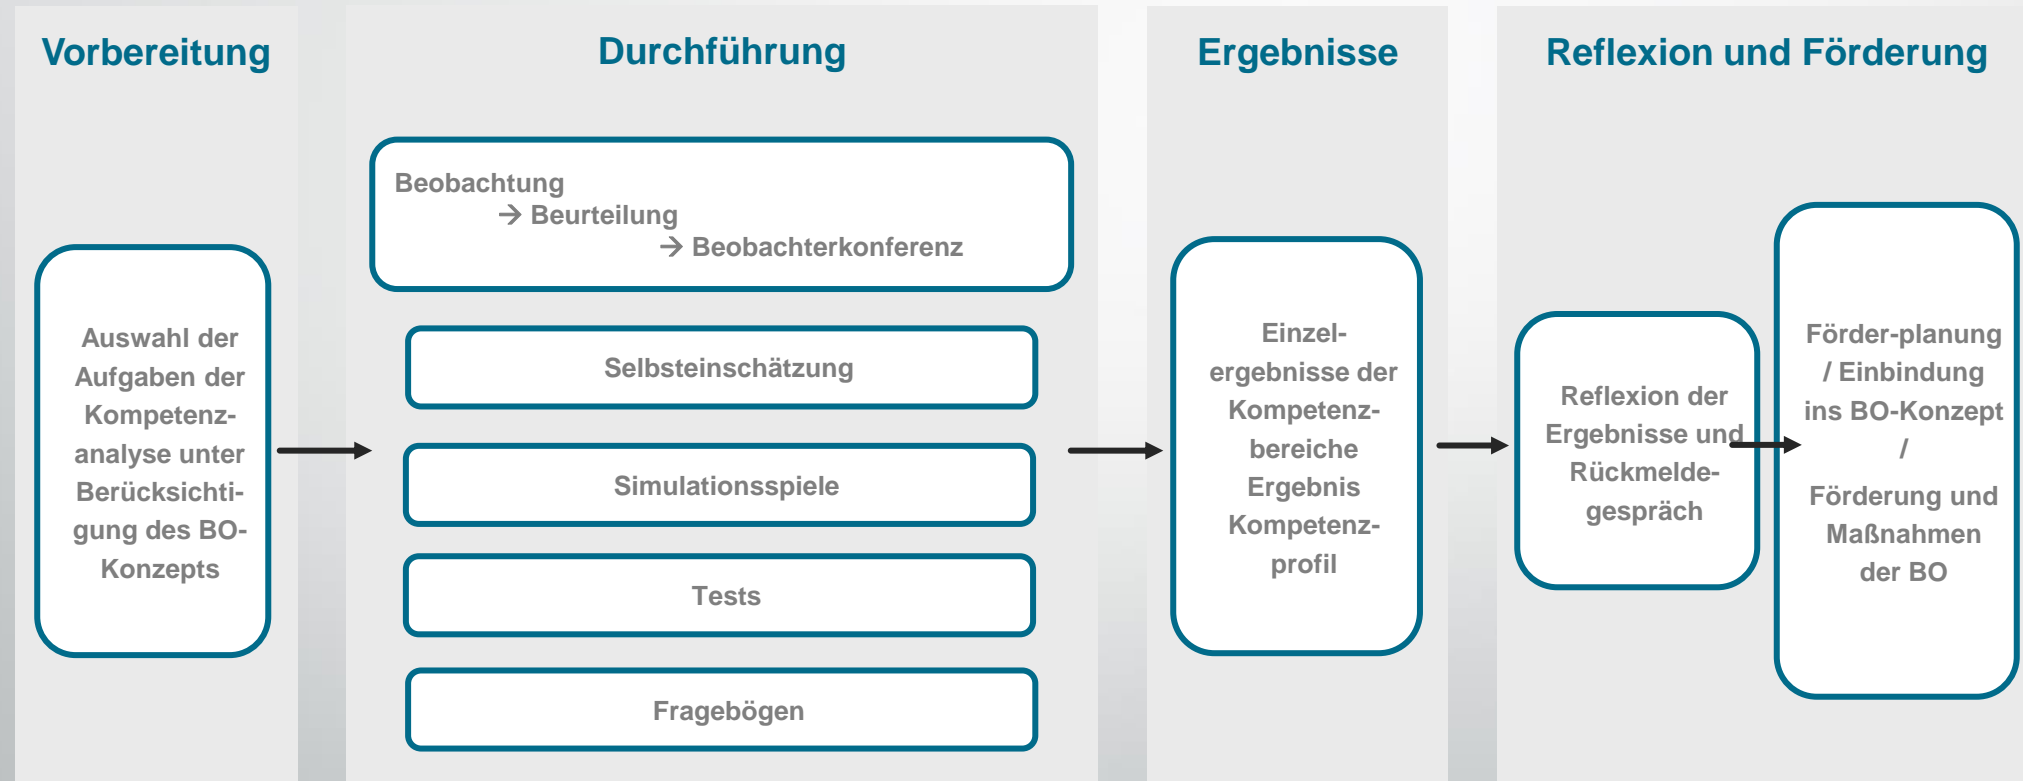 Vorbereitung
Auswahl der
Aufgaben der
Kompetenz-
analyse unter
Berücksichti-
gung des BO-
Konzepts
Durchführung
Beobachtung
→ Beurteilung
→ Beobachterkonferenz
Selbsteinschätzung
Simulationsspiele
Tests
Fragebögen
Ergebnisse
Einzel-
ergebnisse der
Kompetenz-
bereiche
Ergebnis
Kompetenz-
profil
Reflexion und Förderung
Reflexion der
Ergebnisse und
Rückmelde-
gespräch
Förder-planung
/ Einbindung
ins BO-Konzept
/
Förderung und
Maßnahmen
der BO